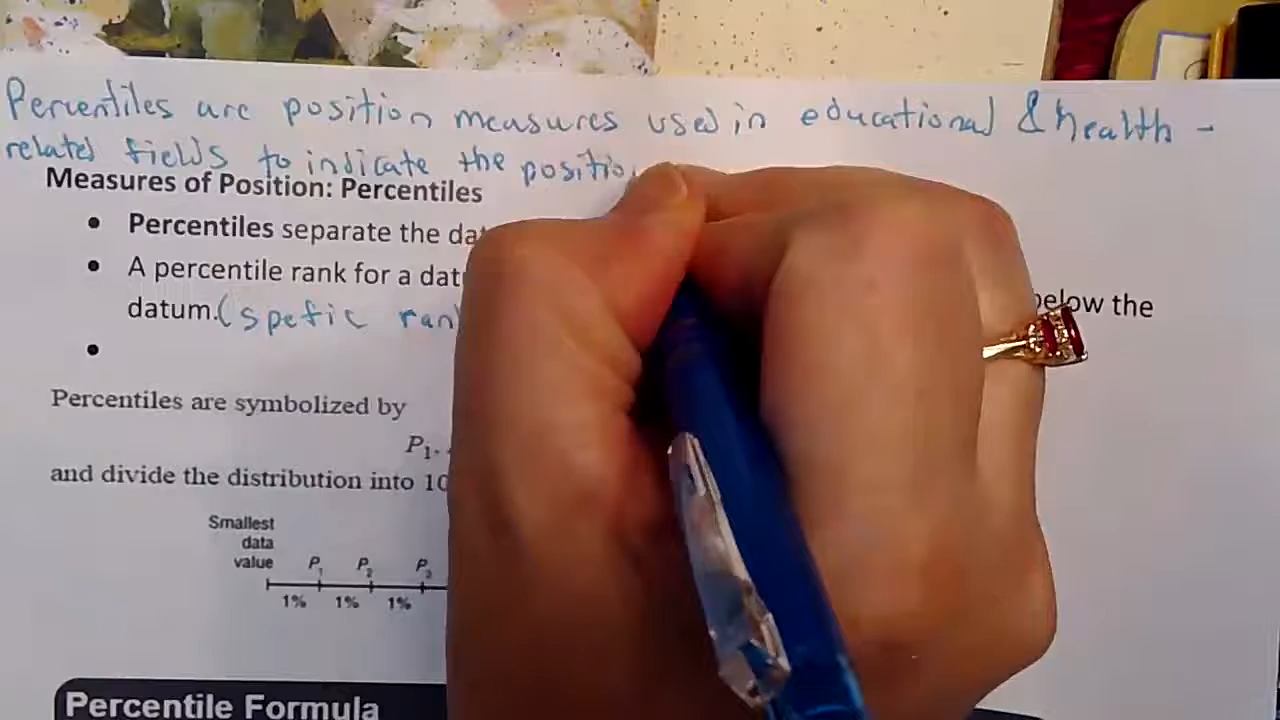 Percentiles are position measures used in educational & health -
related fields to indicate the positio
Measures of Position: Percentiles
• Percentiles separate the dat
• A percentile rank for a dat below the
datum. (spefic ran
•
Percentiles are symbolized by
P1,
and divide the distribution into 10
Smallest
data
value P1 P2 P3
1% 1% 1%
Percentile Formula